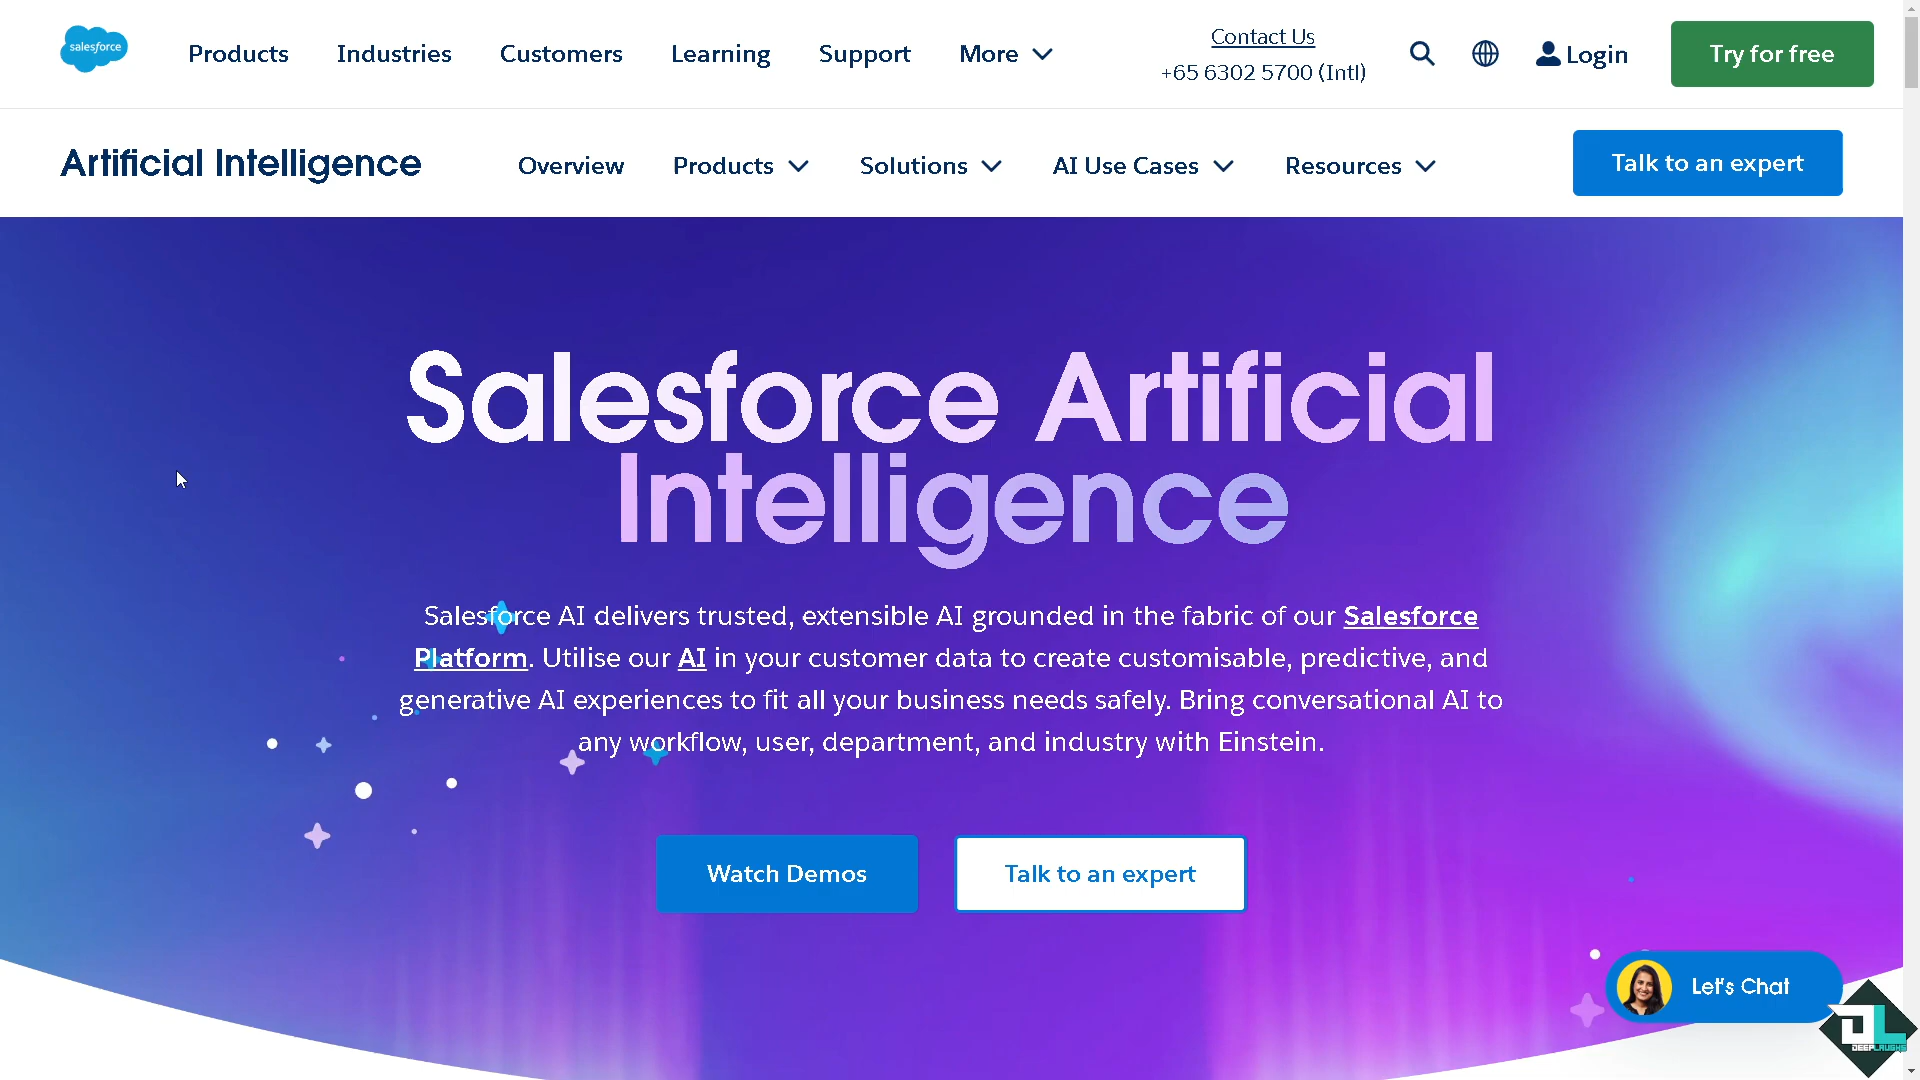 salesforce
Products
Industries
Customers
Learning
Support
More
Contact Us
+65 6302 5700 (Intl)
Login
Try for free
Artificial Intelligence
Overview
Products
Solutions
AI Use Cases
Resources
Talk to an expert
Salesforce Artificial
Intelligence
Salesforce AI delivers trusted, extensible AI grounded in the fabric of our Salesforce
Platform. Utilise our AI in your customer data to create customisable, predictive, and
generative AI experiences to fit all your business needs safely. Bring conversational AI to
any workflow, user, department, and industry with Einstein.
Watch Demos
Talk to an expert
Let's Chat
DL
DEEPLAUGHS